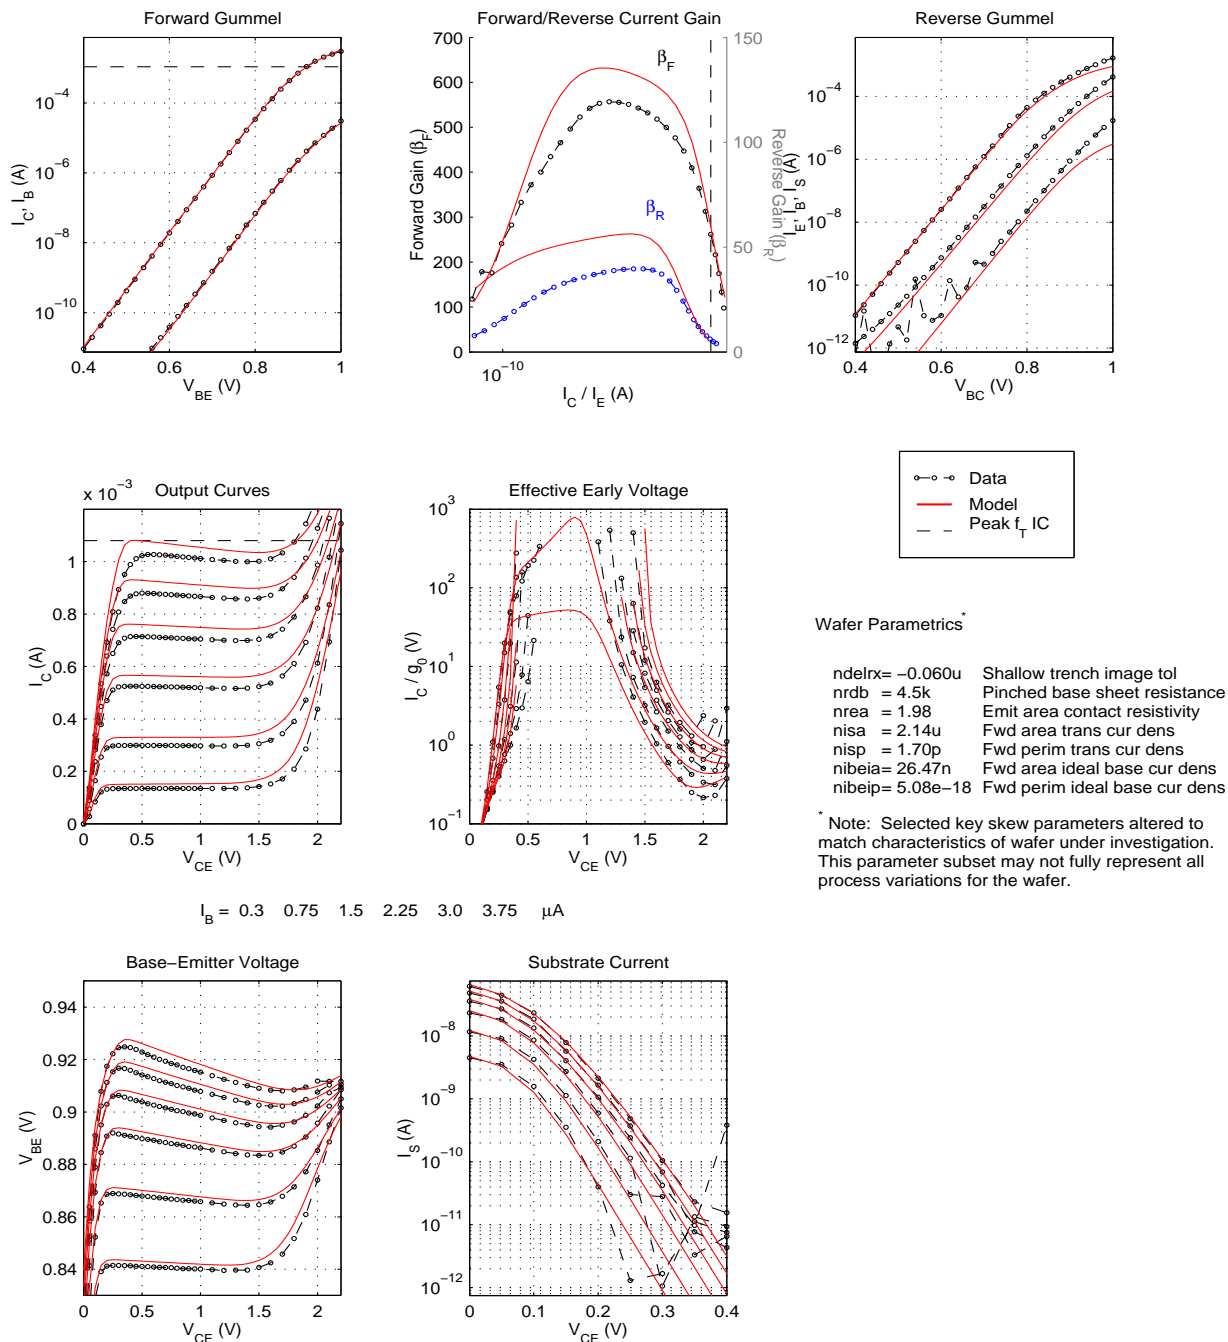 Forward Gummel
10^−4
10^−6
10^−8
10^−10
0.4 0.6 0.8 1
V_BE (V)
I_C, I_B (A)
Forward/Reverse Current Gain
700
600
500
400
300
200
100
0
150
100
50
0
β_F
β_R
10^−10
I_C / I_E (A)
Forward Gain (β_F)
Reverse Gain (β_R)
Reverse Gummel
10^−4
10^−6
10^−8
10^−10
10^−12
0.4 0.6 0.8 1
V_BC (V)
I_E, I_B, I_S (A)
Output Curves
x 10^−3
1
0.8
0.6
0.4
0.2
0
0 0.5 1 1.5 2
V_CE (V)
I_C (A)
Effective Early Voltage
10^3
10^2
10^1
10^0
10^−1
0 0.5 1 1.5 2
V_CE (V)
I_C / g_0 (V)
Data
Model
Peak f_T IC
Wafer Parametrics*
ndelrx= −0.060u Shallow trench image tol
nrdb = 4.5k Pinched base sheet resistance
nrea = 1.98 Emit area contact resistivity
nisa = 2.14u Fwd area trans cur dens
nisp = 1.70p Fwd perim trans cur dens
nibeia= 26.47n Fwd area ideal base cur dens
nibeip= 5.08e−18 Fwd perim ideal base cur dens
* Note: Selected key skew parameters altered to
match characteristics of wafer under investigation.
This parameter subset may not fully represent all
process variations for the wafer.
I_B = 0.3 0.75 1.5 2.25 3.0 3.75 μA
Base−Emitter Voltage
0.94
0.92
0.9
0.88
0.86
0.84
0 0.5 1 1.5 2
V_CE (V)
V_BE (V)
Substrate Current
10^−8
10^−9
10^−10
10^−11
10^−12
0 0.1 0.2 0.3 0.4
V_CE (V)
I_S (A)